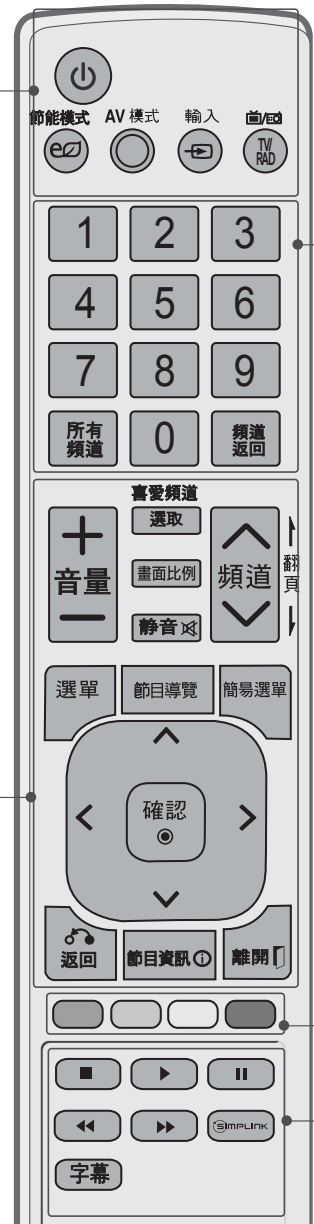 節能模式 AV 模式 輸入 /
eco TV/
RAD
1 2 3
4 5 6
7 8 9
所有
頻道
0
頻道
返回
喜愛頻道
選取
音量
畫面比例
頻道
翻
頁
靜音
選單 節目導覽 簡易選單
確認
返回 節目資訊 離開
SIMPLINK
字幕